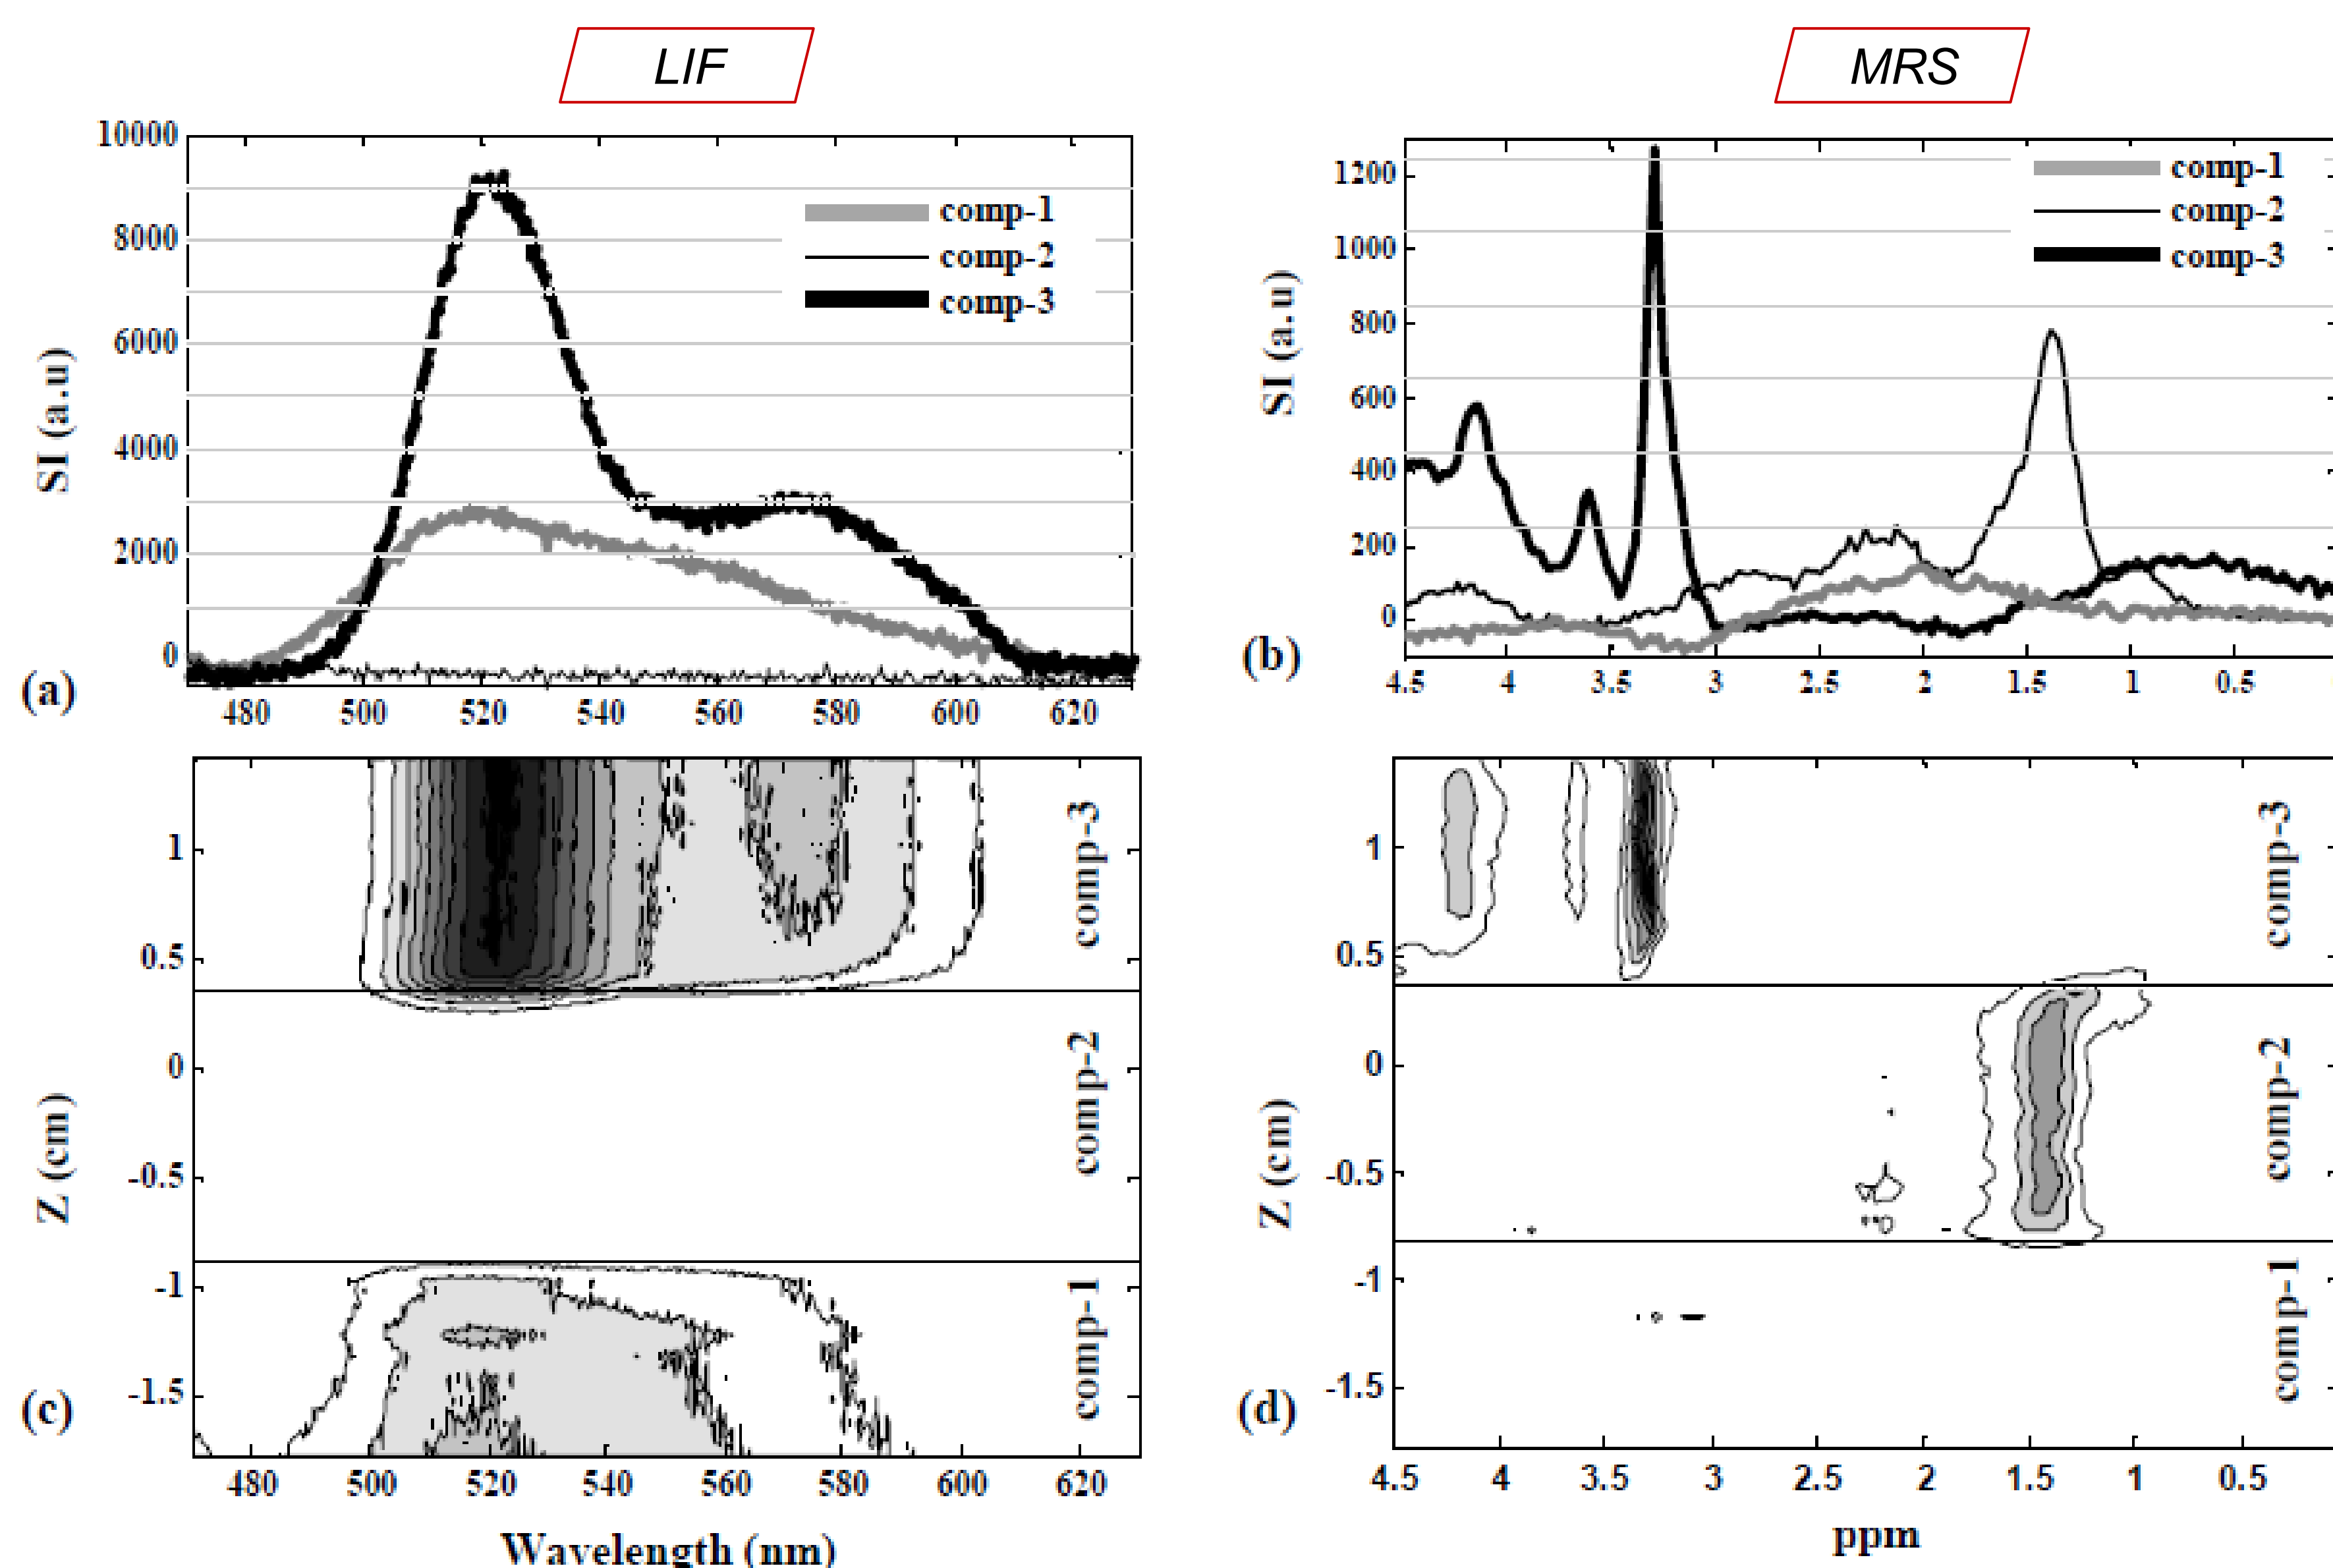 LIF
MRS
10000
8000
6000
4000
2000
0
SI (a.u)
comp-1
comp-2
comp-3
(a)
480 500 520 540 560 580 600 620
1200
1000
800
600
400
200
0
SI (a.u)
comp-1
comp-2
comp-3
(b)
4.5 4 3.5 3 2.5 2 1.5 1 0.5
1
0.5
0
-0.5
-1
-1.5
Z (cm)
comp-3
comp-2
comp-1
(c)
480 500 520 540 560 580 600 620
Wavelength (nm)
1
0.5
0
-0.5
-1
-1.5
Z (cm)
comp-3
comp-2
comp-1
(d)
4.5 4 3.5 3 2.5 2 1.5 1 0.5
ppm